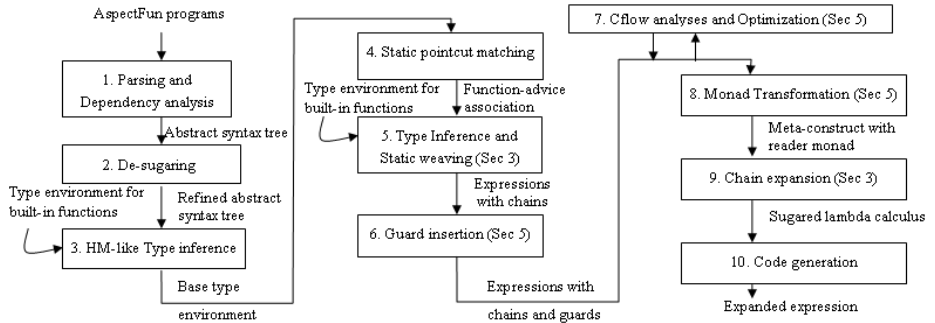 AspectFun programs
1. Parsing and
Dependency analysis
Abstract syntax tree
2. De-sugaring
Type environment for
built-in functions
Refined abstract
syntax tree
3. HM-like Type inference
Base type
environment
4. Static pointcut matching
Type environment for
built-in functions
Function-advice
association
5. Type Inference and
Static weaving (Sec 3)
Expressions
with chains
6. Guard insertion (Sec 5)
Expressions with
chains and guards
7. Cflow analyses and Optimization (Sec 5)
8. Monad Transformation (Sec 5)
Meta-construct with
reader monad
9. Chain expansion (Sec 3)
Sugared lambda calculus
10. Code generation
Expanded expression